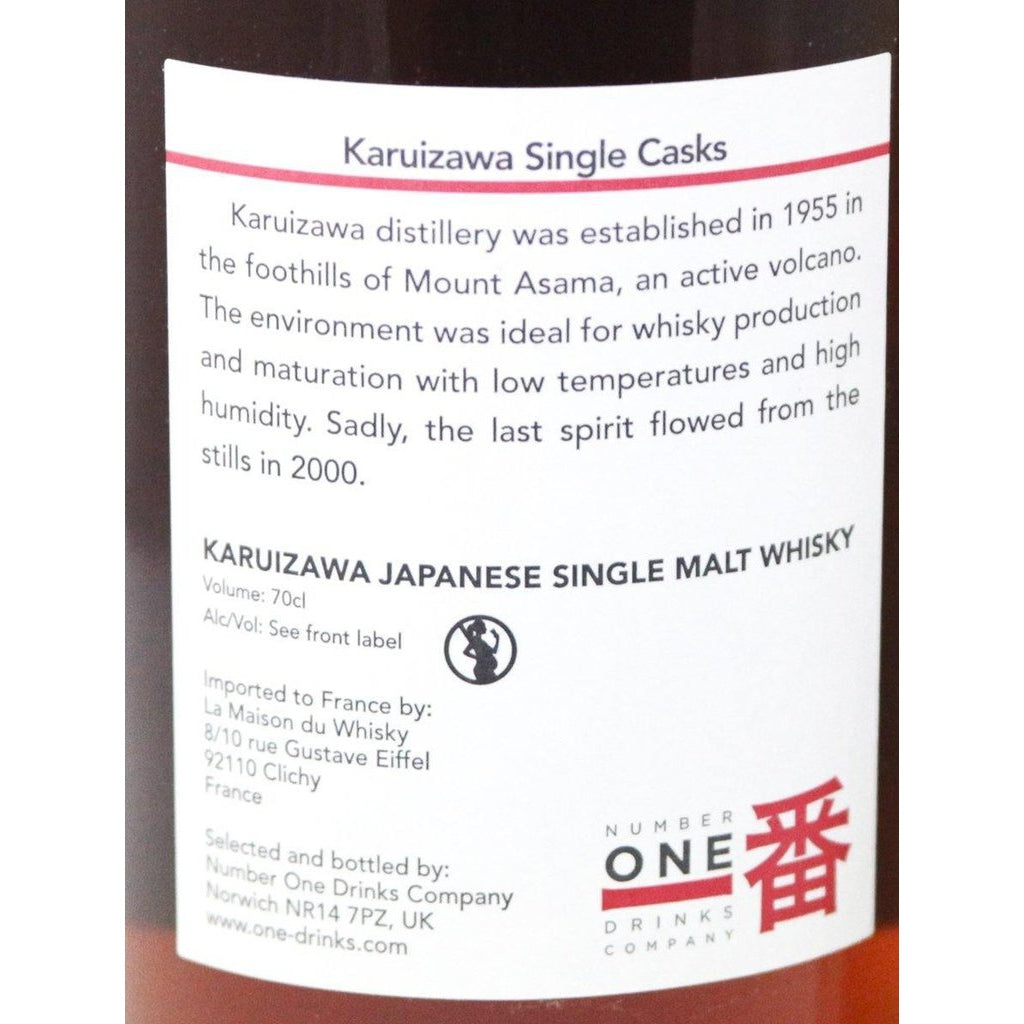 Karuizawa Single Casks
Karuizawa distillery was established in 1955 in
the foothills of Mount Asama, an active volcano.
The environment was ideal for whisky production
and maturation with low temperatures and high
humidity. Sadly, the last spirit flowed from the
stills in 2000.
KARUIZAWA JAPANESE SINGLE MALT WHISKY
Volume: 70cl
Alc/Vol: See front label
Imported to France by:
La Maison du Whisky
8/10 rue Gustave Eiffel
92110 Clichy
France
Selected and bottled by:
Number One Drinks Company
Norwich NR14 7PZ, UK
www.one-drinks.com
NUMBER
ONE
DRINKS
COMPANY
番